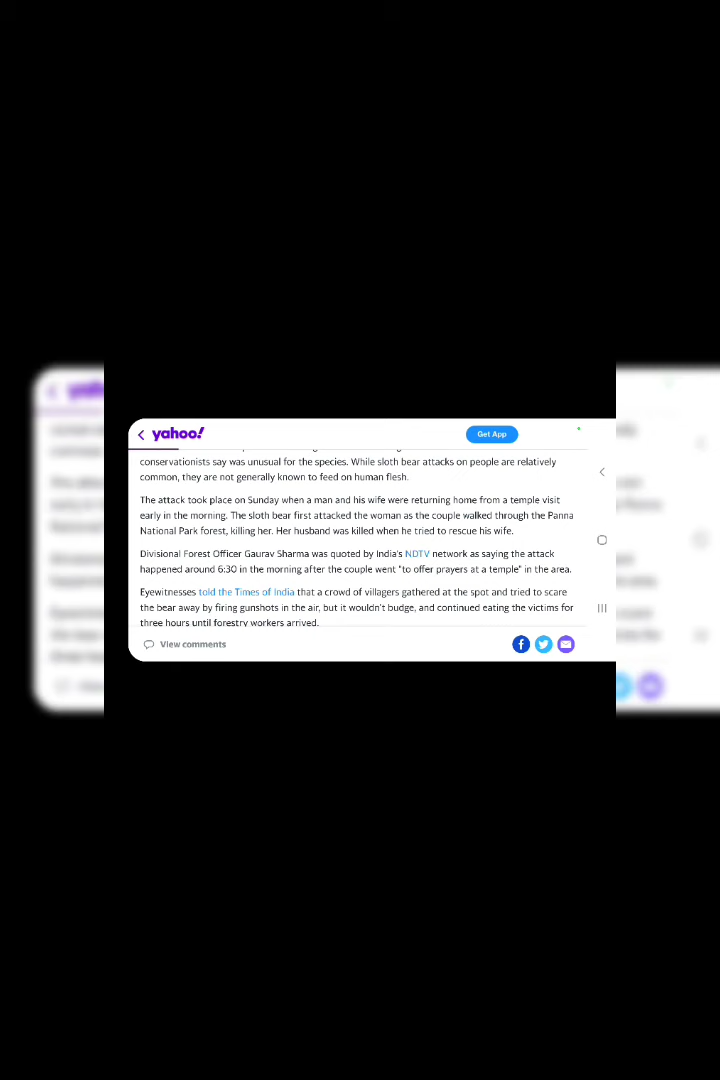 yahoo!
Get App
conservationists say was unusual for the species. While sloth bear attacks on people are relatively
common, they are not generally known to feed on human flesh.
The attack took place on Sunday when a man and his wife were returning home from a temple visit
early in the morning. The sloth bear first attacked the woman as the couple walked through the Panna
National Park forest, killing her. Her husband was killed when he tried to rescue his wife.
Divisional Forest Officer Gaurav Sharma was quoted by India's NDTV network as saying the attack
happened around 6:30 in the morning after the couple went "to offer prayers at a temple" in the area.
Eyewitnesses told the Times of India that a crowd of villagers gathered at the spot and tried to scare
the bear away by firing gunshots in the air, but it wouldn't budge, and continued eating the victims for
three hours until forestry workers arrived.
View comments